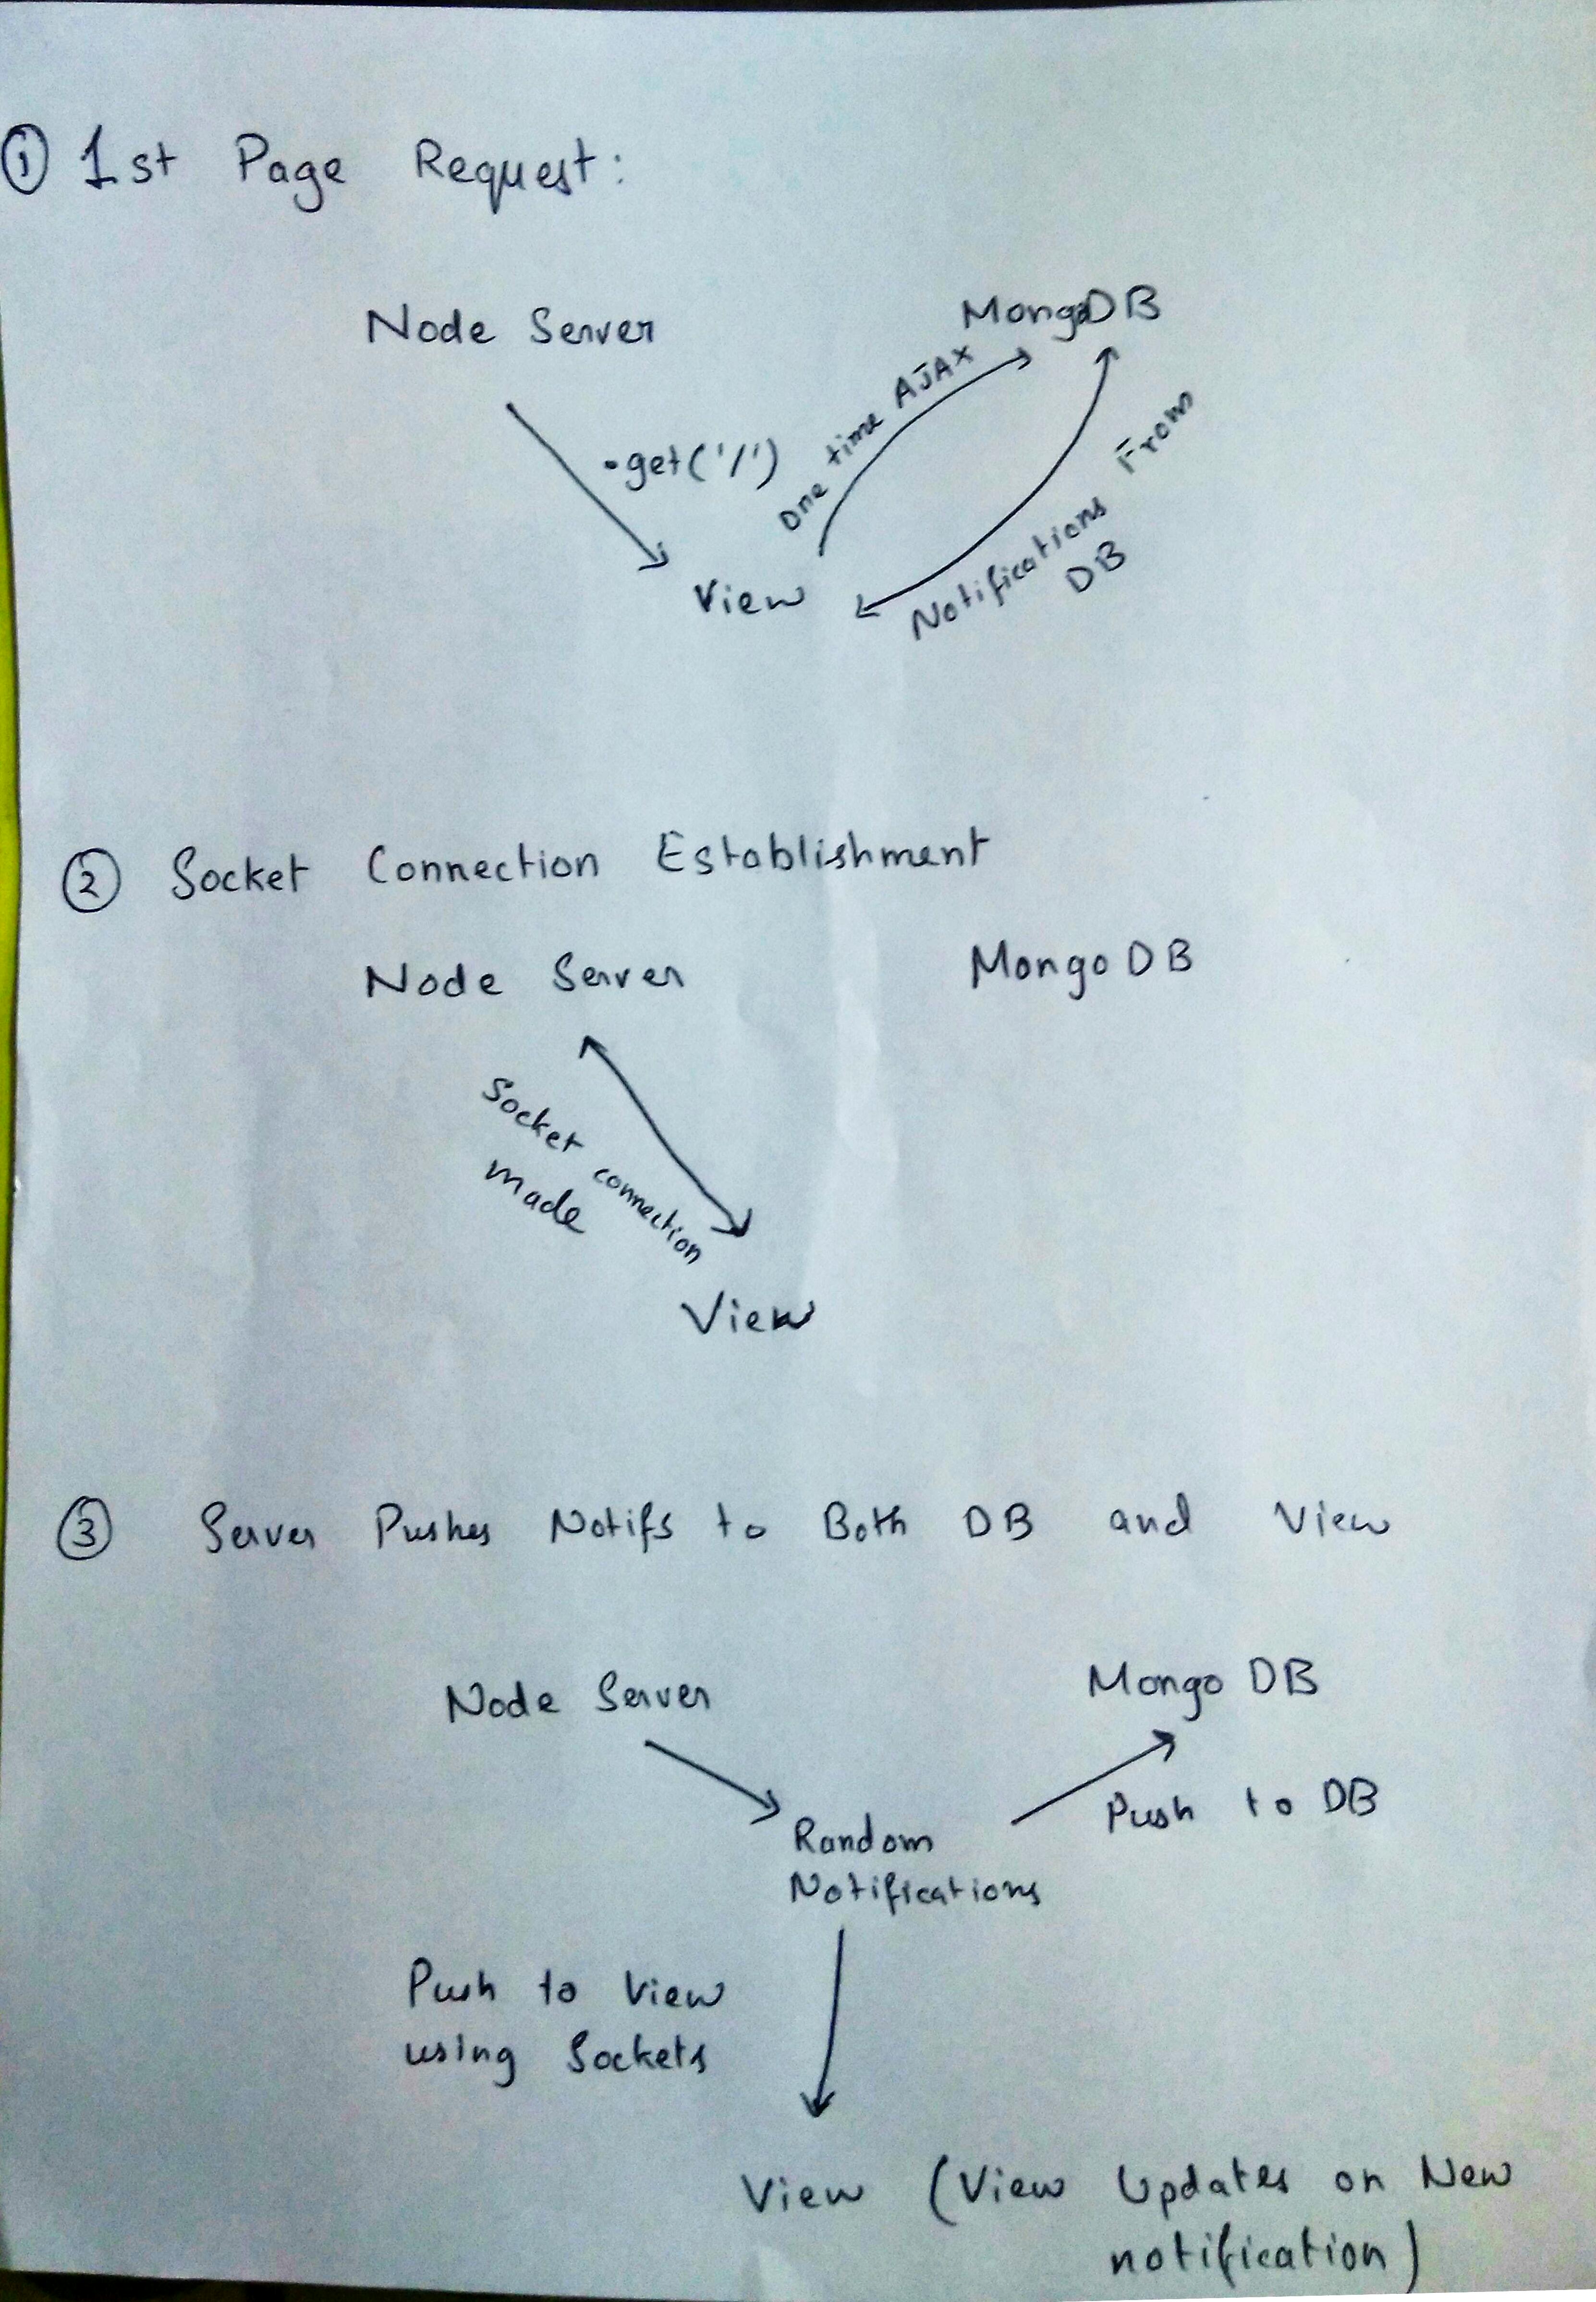 ① 1st Page Request:
Node Server
MongoDB
.get('/')
One time AJAX
Notifications From
DB
View
② Socket Connection Establishment
Node Server
MongoDB
Socket connection
made
View
③ Server Pushes Notifs to Both DB and View
Node Server
Mongo DB
Push to DB
Random
Notifications
Push to View
using Sockets
View (View Updates on New
notification)